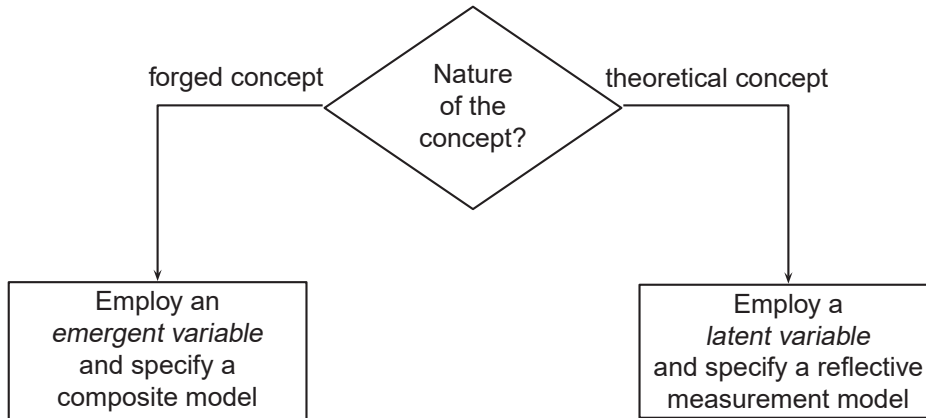 forged concept
Nature
of the
concept?
theoretical concept
Employ an
emergent variable
and specify a
composite model
Employ a
latent variable
and specify a reflective
measurement model